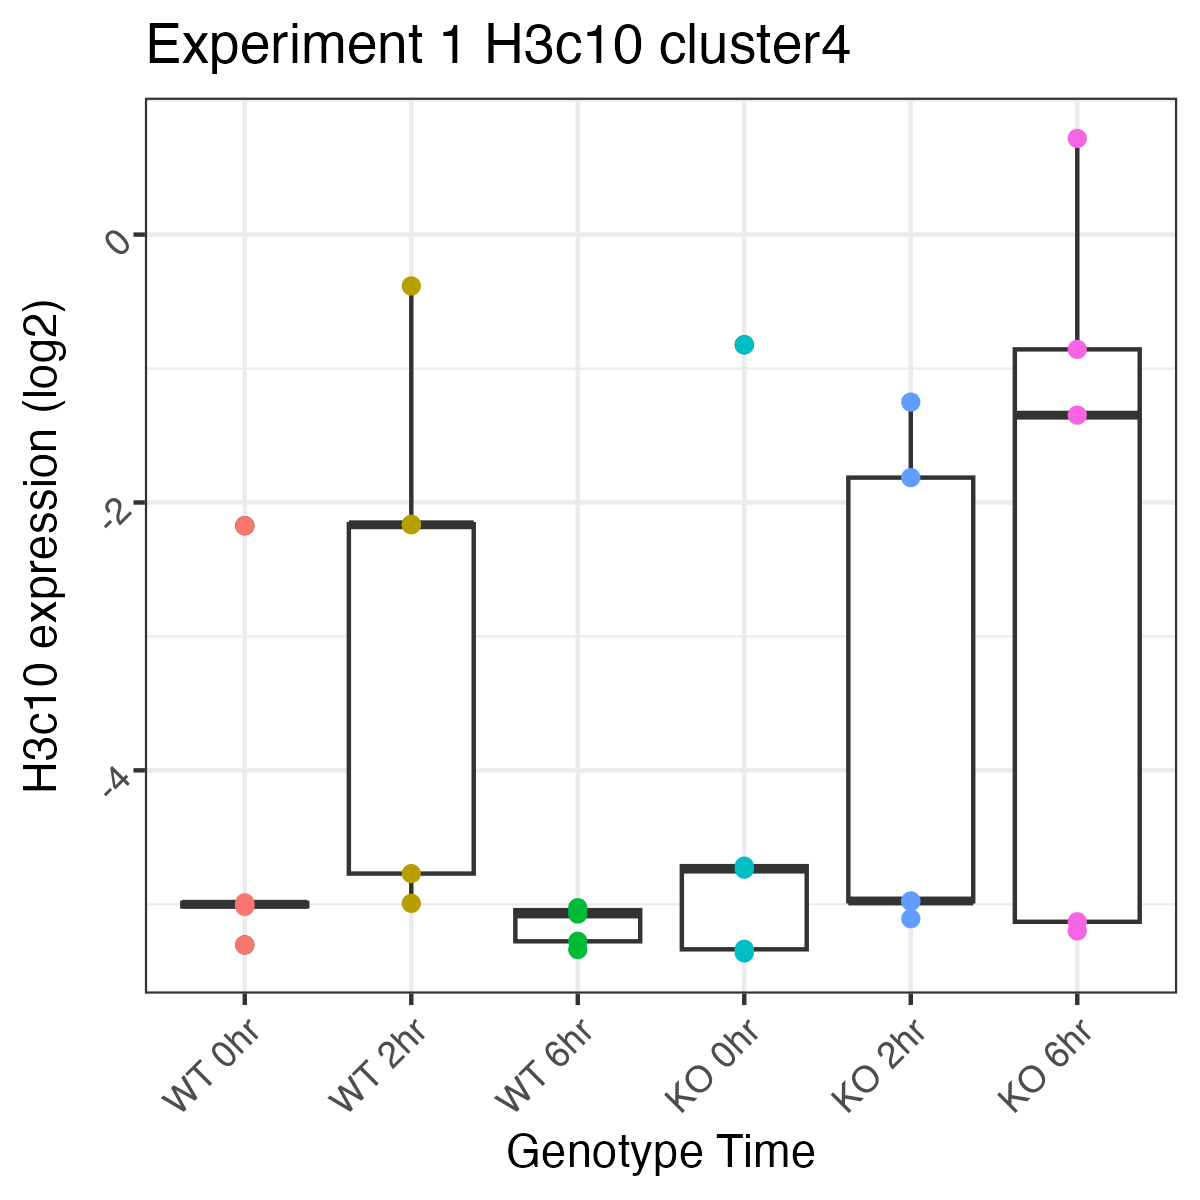 Experiment 1 H3c10 cluster4
H3c10 expression (log2)
0
-2
-4
WT 0hr
WT 2hr
WT 6hr
KO 0hr
KO 2hr
KO 6hr
Genotype Time